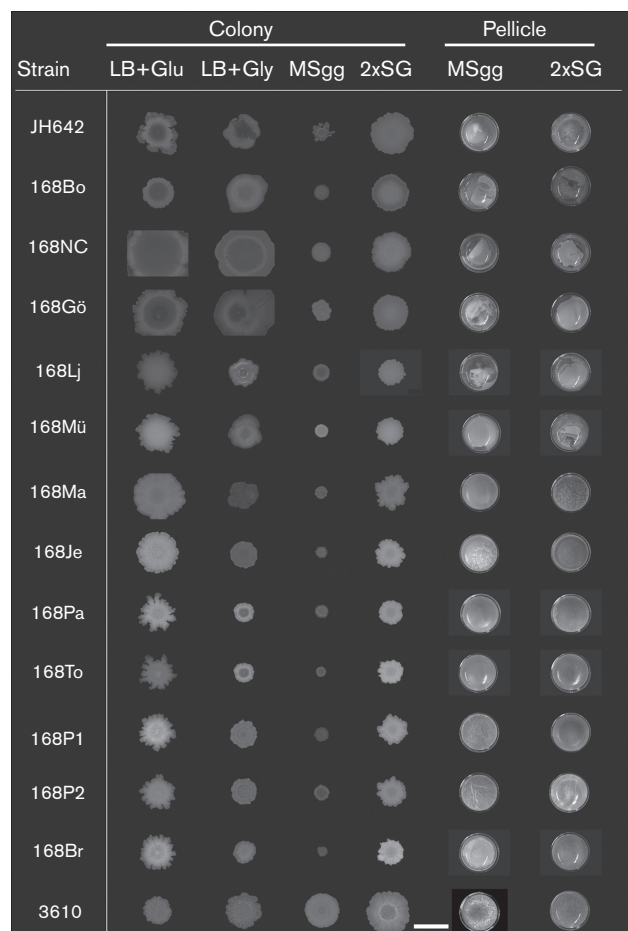 Colony Pellicle
Strain LB+Glu LB+Gly MSgg 2xSG MSgg 2xSG
JH642
168Bo
168NC
168Gö
168Lj
168Mü
168Ma
168Je
168Pa
168To
168P1
168P2
168Br
3610